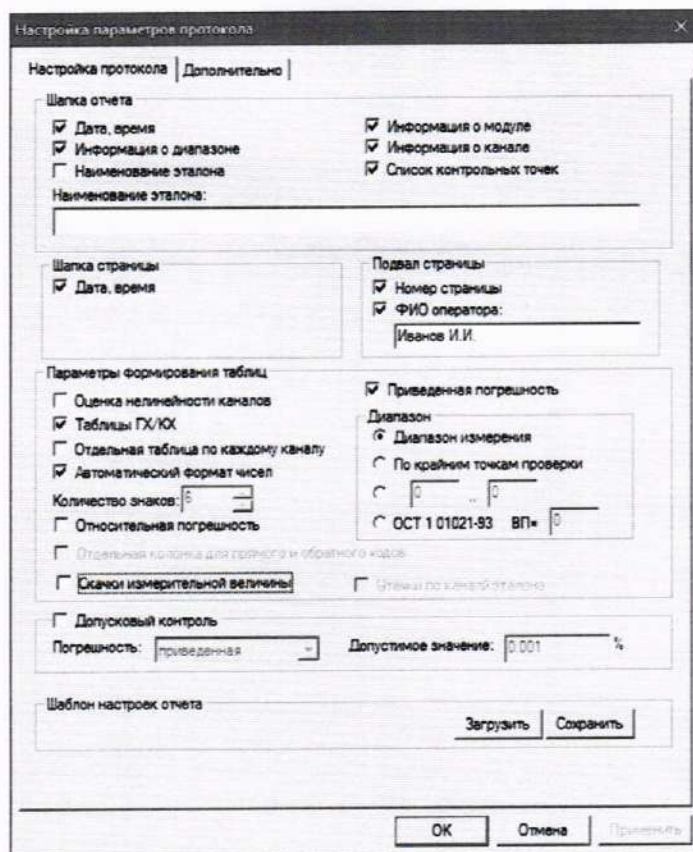 Настройка параметров протокола
Настройка протокола
Дополнительно
Шапка отчета
Дата, время
Информация о диапазоне
Наименование эталона
Информация о модуле
Информация о канале
Список контрольных точек
Наименование эталона:
Шапка страницы
Дата, время
Подвал страницы
Номер страницы
ФИО оператора:
Иванов И.И.
Параметры формирования таблиц
Оценка нелинейности каналов
Таблицы ГХ/КХ
Отдельная таблица по каждому каналу
Автоматический формат чисел
Количество знаков: 6
Относительная погрешность
Приведенная погрешность
Диапазон
Диапазон измерения
По крайним точкам проверки
0 .. 0
ОСТ 1 01021-93 ВП= 0
Отдельная колонка для прямого и обратного ходов
Скачки измерительной величины
Утечки по каналу эталона
Допусковый контроль
Погрешность: приведенная
Допустимое значение: 0.001 %
Шаблон настроек отчета
Загрузить
Сохранить
OK
Отмена
Применить